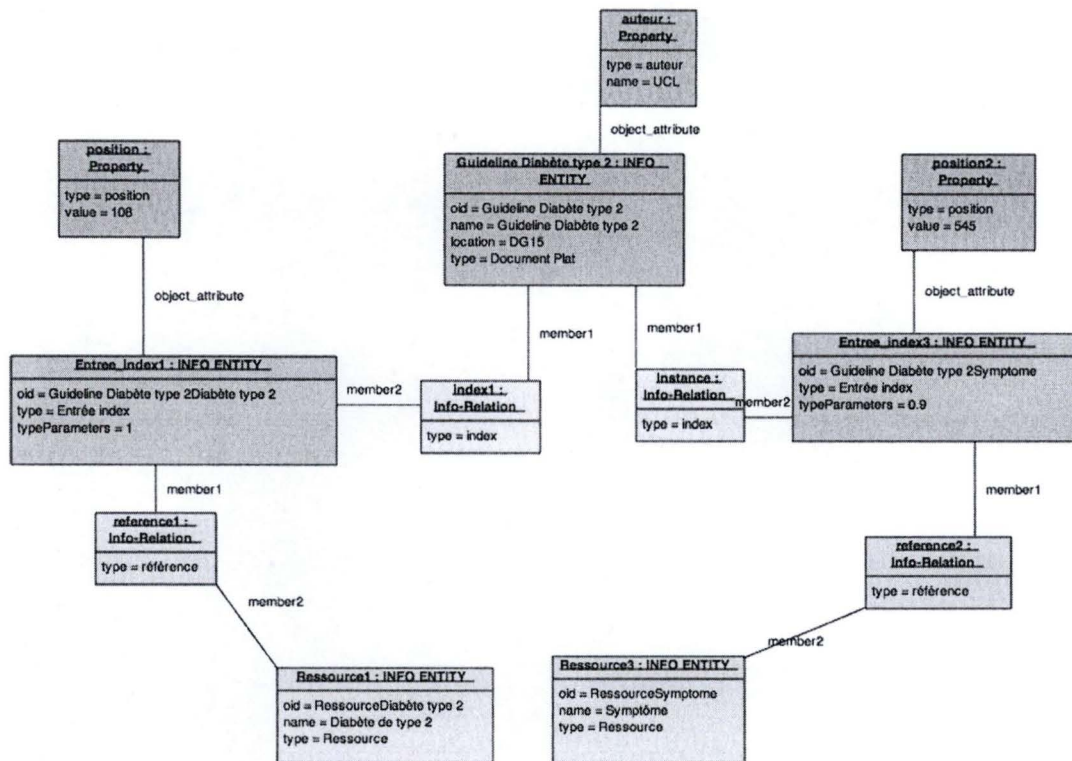 auteur :
Property
type = auteur
name = UCL
object_attribute
position :
Property
type = position
value = 108
object_attribute
Guideline Diabète type 2 : INFO
ENTITY
oid = Guideline Diabète type 2
name = Guideline Diabète type 2
location = DG15
type = Document Plat
position2 :
Property
type = position
value = 545
object_attribute
member1
member1
Entree_index1 : INFO ENTITY
oid = Guideline Diabète type 2Diabète type 2
type = Entrée index
typeParameters = 1
member2
index1 :
Info-Relation
type = index
Instance :
Info-Relation
type = index
member2
Entree_index3 : INFO ENTITY
oid = Guideline Diabète type 2Symptome
type = Entrée index
typeParameters = 0.9
member1
reference1 :
Info-Relation
type = référence
member2
member1
reference2 :
Info-Relation
type = référence
member2
Ressource1 : INFO ENTITY
oid = RessourceDiabète type 2
name = Diabète de type 2
type = Ressource
Ressource3 : INFO ENTITY
oid = RessourceSymptome
name = Symptôme
type = Ressource